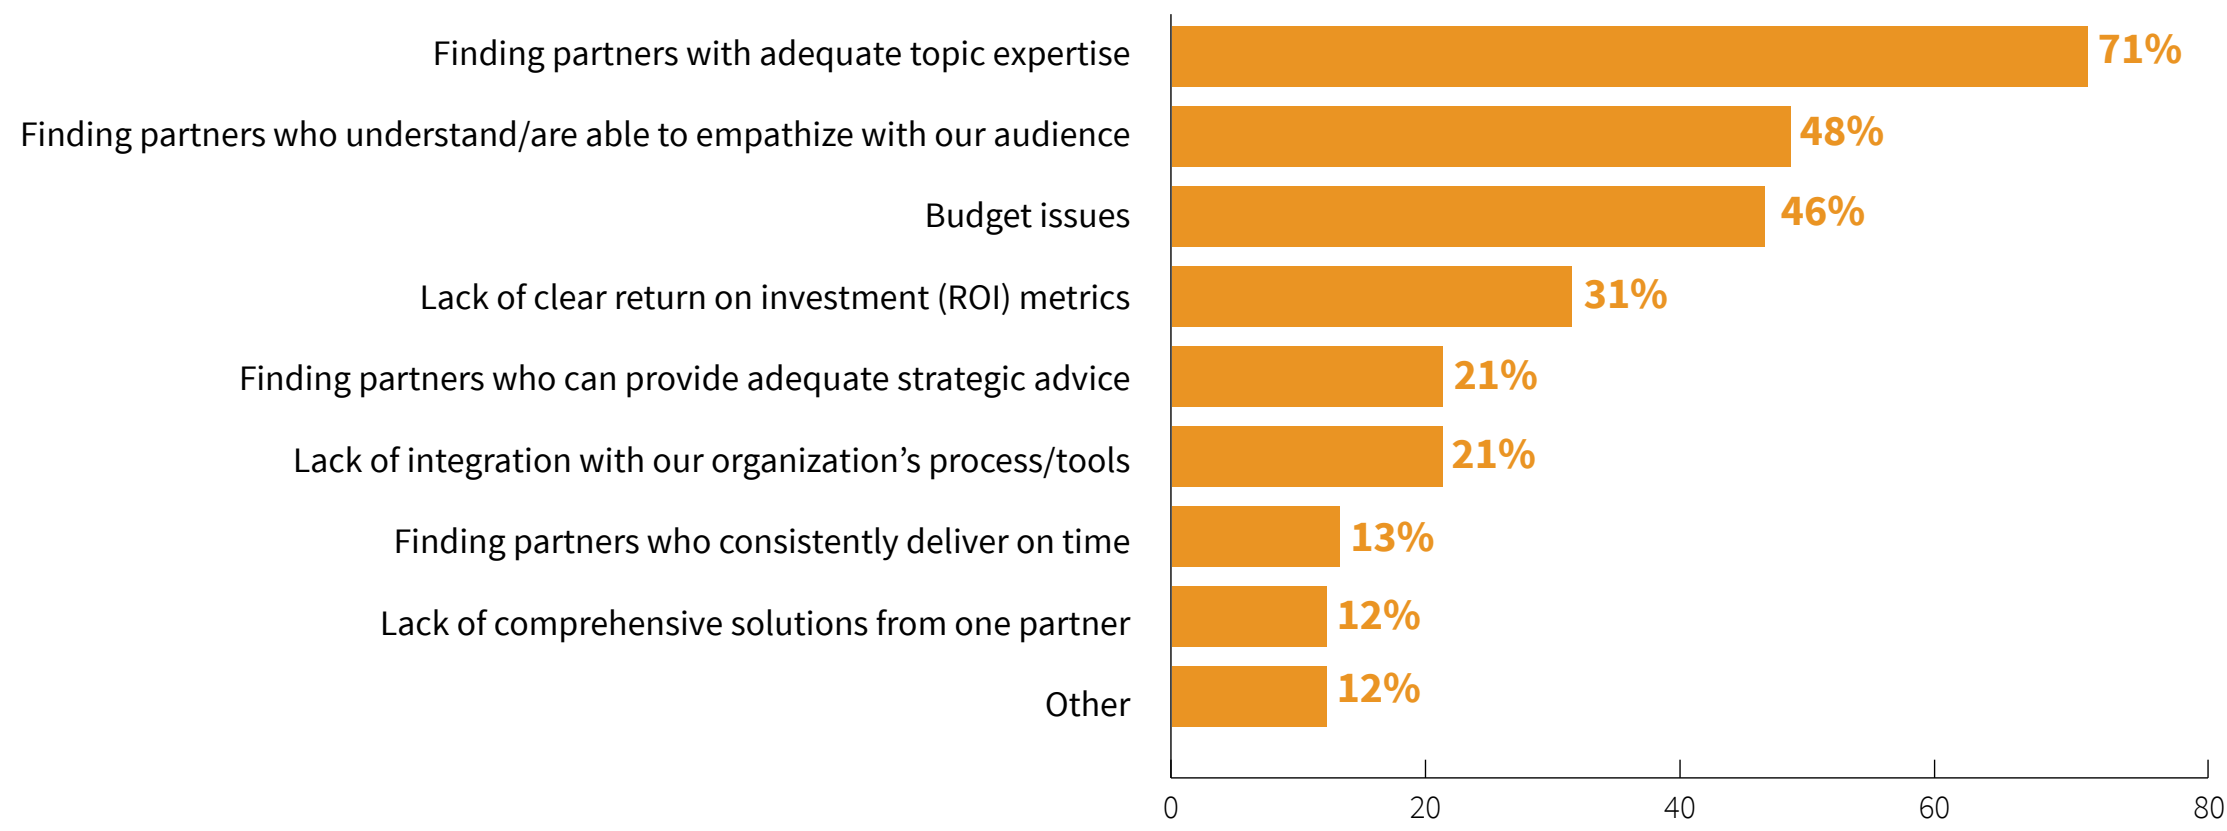 Finding partners with adequate topic expertise 71%
Finding partners who understand/are able to empathize with our audience 48%
Budget issues 46%
Lack of clear return on investment (ROI) metrics 31%
Finding partners who can provide adequate strategic advice 21%
Lack of integration with our organization’s process/tools 21%
Finding partners who consistently deliver on time 13%
Lack of comprehensive solutions from one partner 12%
Other 12%
0 20 40 60 80